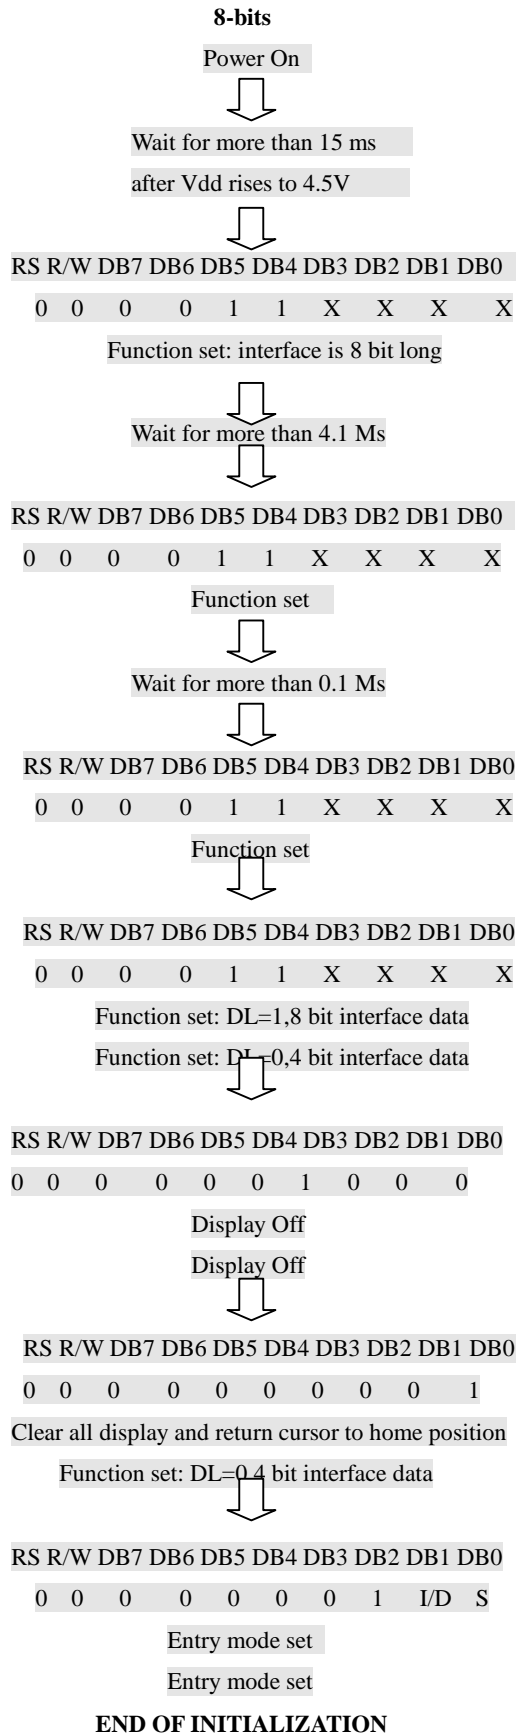 8-bits
Power On
Wait for more than 15 ms
after Vdd rises to 4.5V
RS R/W DB7 DB6 DB5 DB4 DB3 DB2 DB1 DB0
0 0 0 0 1 1 X X X X
Function set: interface is 8 bit long
Wait for more than 4.1 Ms
RS R/W DB7 DB6 DB5 DB4 DB3 DB2 DB1 DB0
0 0 0 0 1 1 X X X X
Function set
Wait for more than 0.1 Ms
RS R/W DB7 DB6 DB5 DB4 DB3 DB2 DB1 DB0
0 0 0 0 1 1 X X X X
Function set
RS R/W DB7 DB6 DB5 DB4 DB3 DB2 DB1 DB0
0 0 0 0 1 1 X X X X
Function set: DL=1,8 bit interface data
Function set: DL=0,4 bit interface data
RS R/W DB7 DB6 DB5 DB4 DB3 DB2 DB1 DB0
0 0 0 0 0 0 1 0 0 0
Display Off
Display Off
RS R/W DB7 DB6 DB5 DB4 DB3 DB2 DB1 DB0
0 0 0 0 0 0 0 0 0 1
Clear all display and return cursor to home position
Function set: DL=0,4 bit interface data
RS R/W DB7 DB6 DB5 DB4 DB3 DB2 DB1 DB0
0 0 0 0 0 0 0 1 I/D S
Entry mode set
Entry mode set
END OF INITIALIZATION